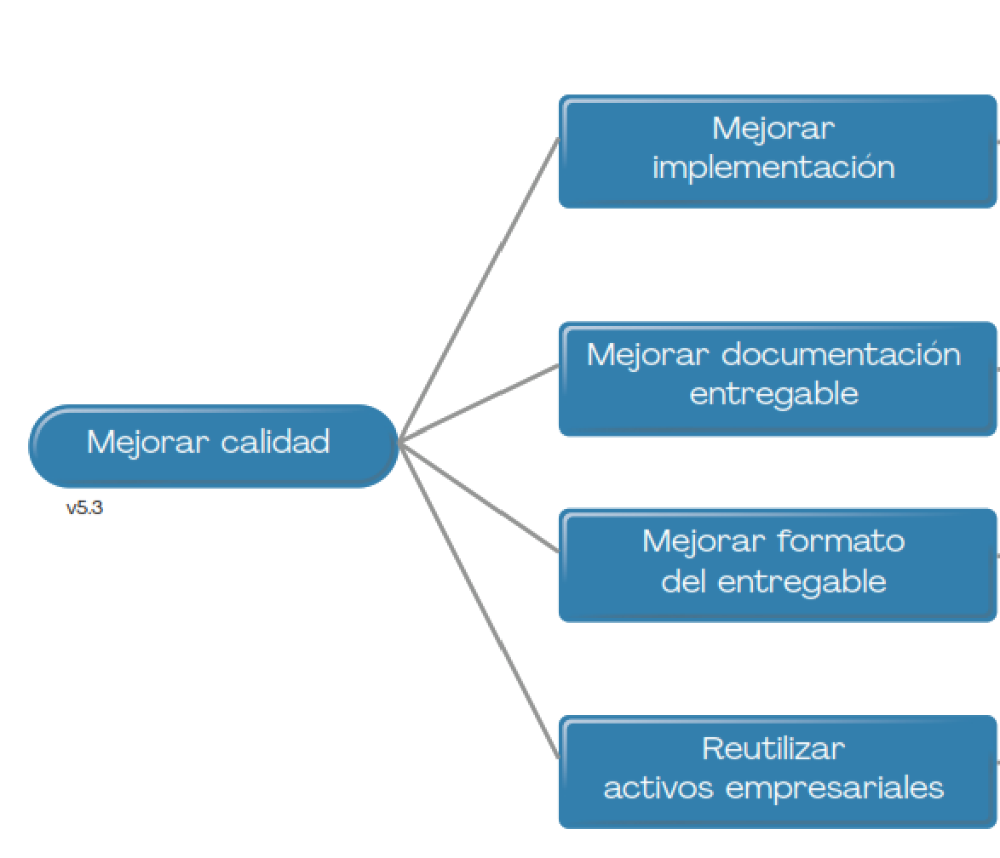 Mejorar
implementación
Mejorar documentación
entregable
Mejorar calidad
v5.3
Mejorar formato
del entregable
Reutilizar
activos empresariales